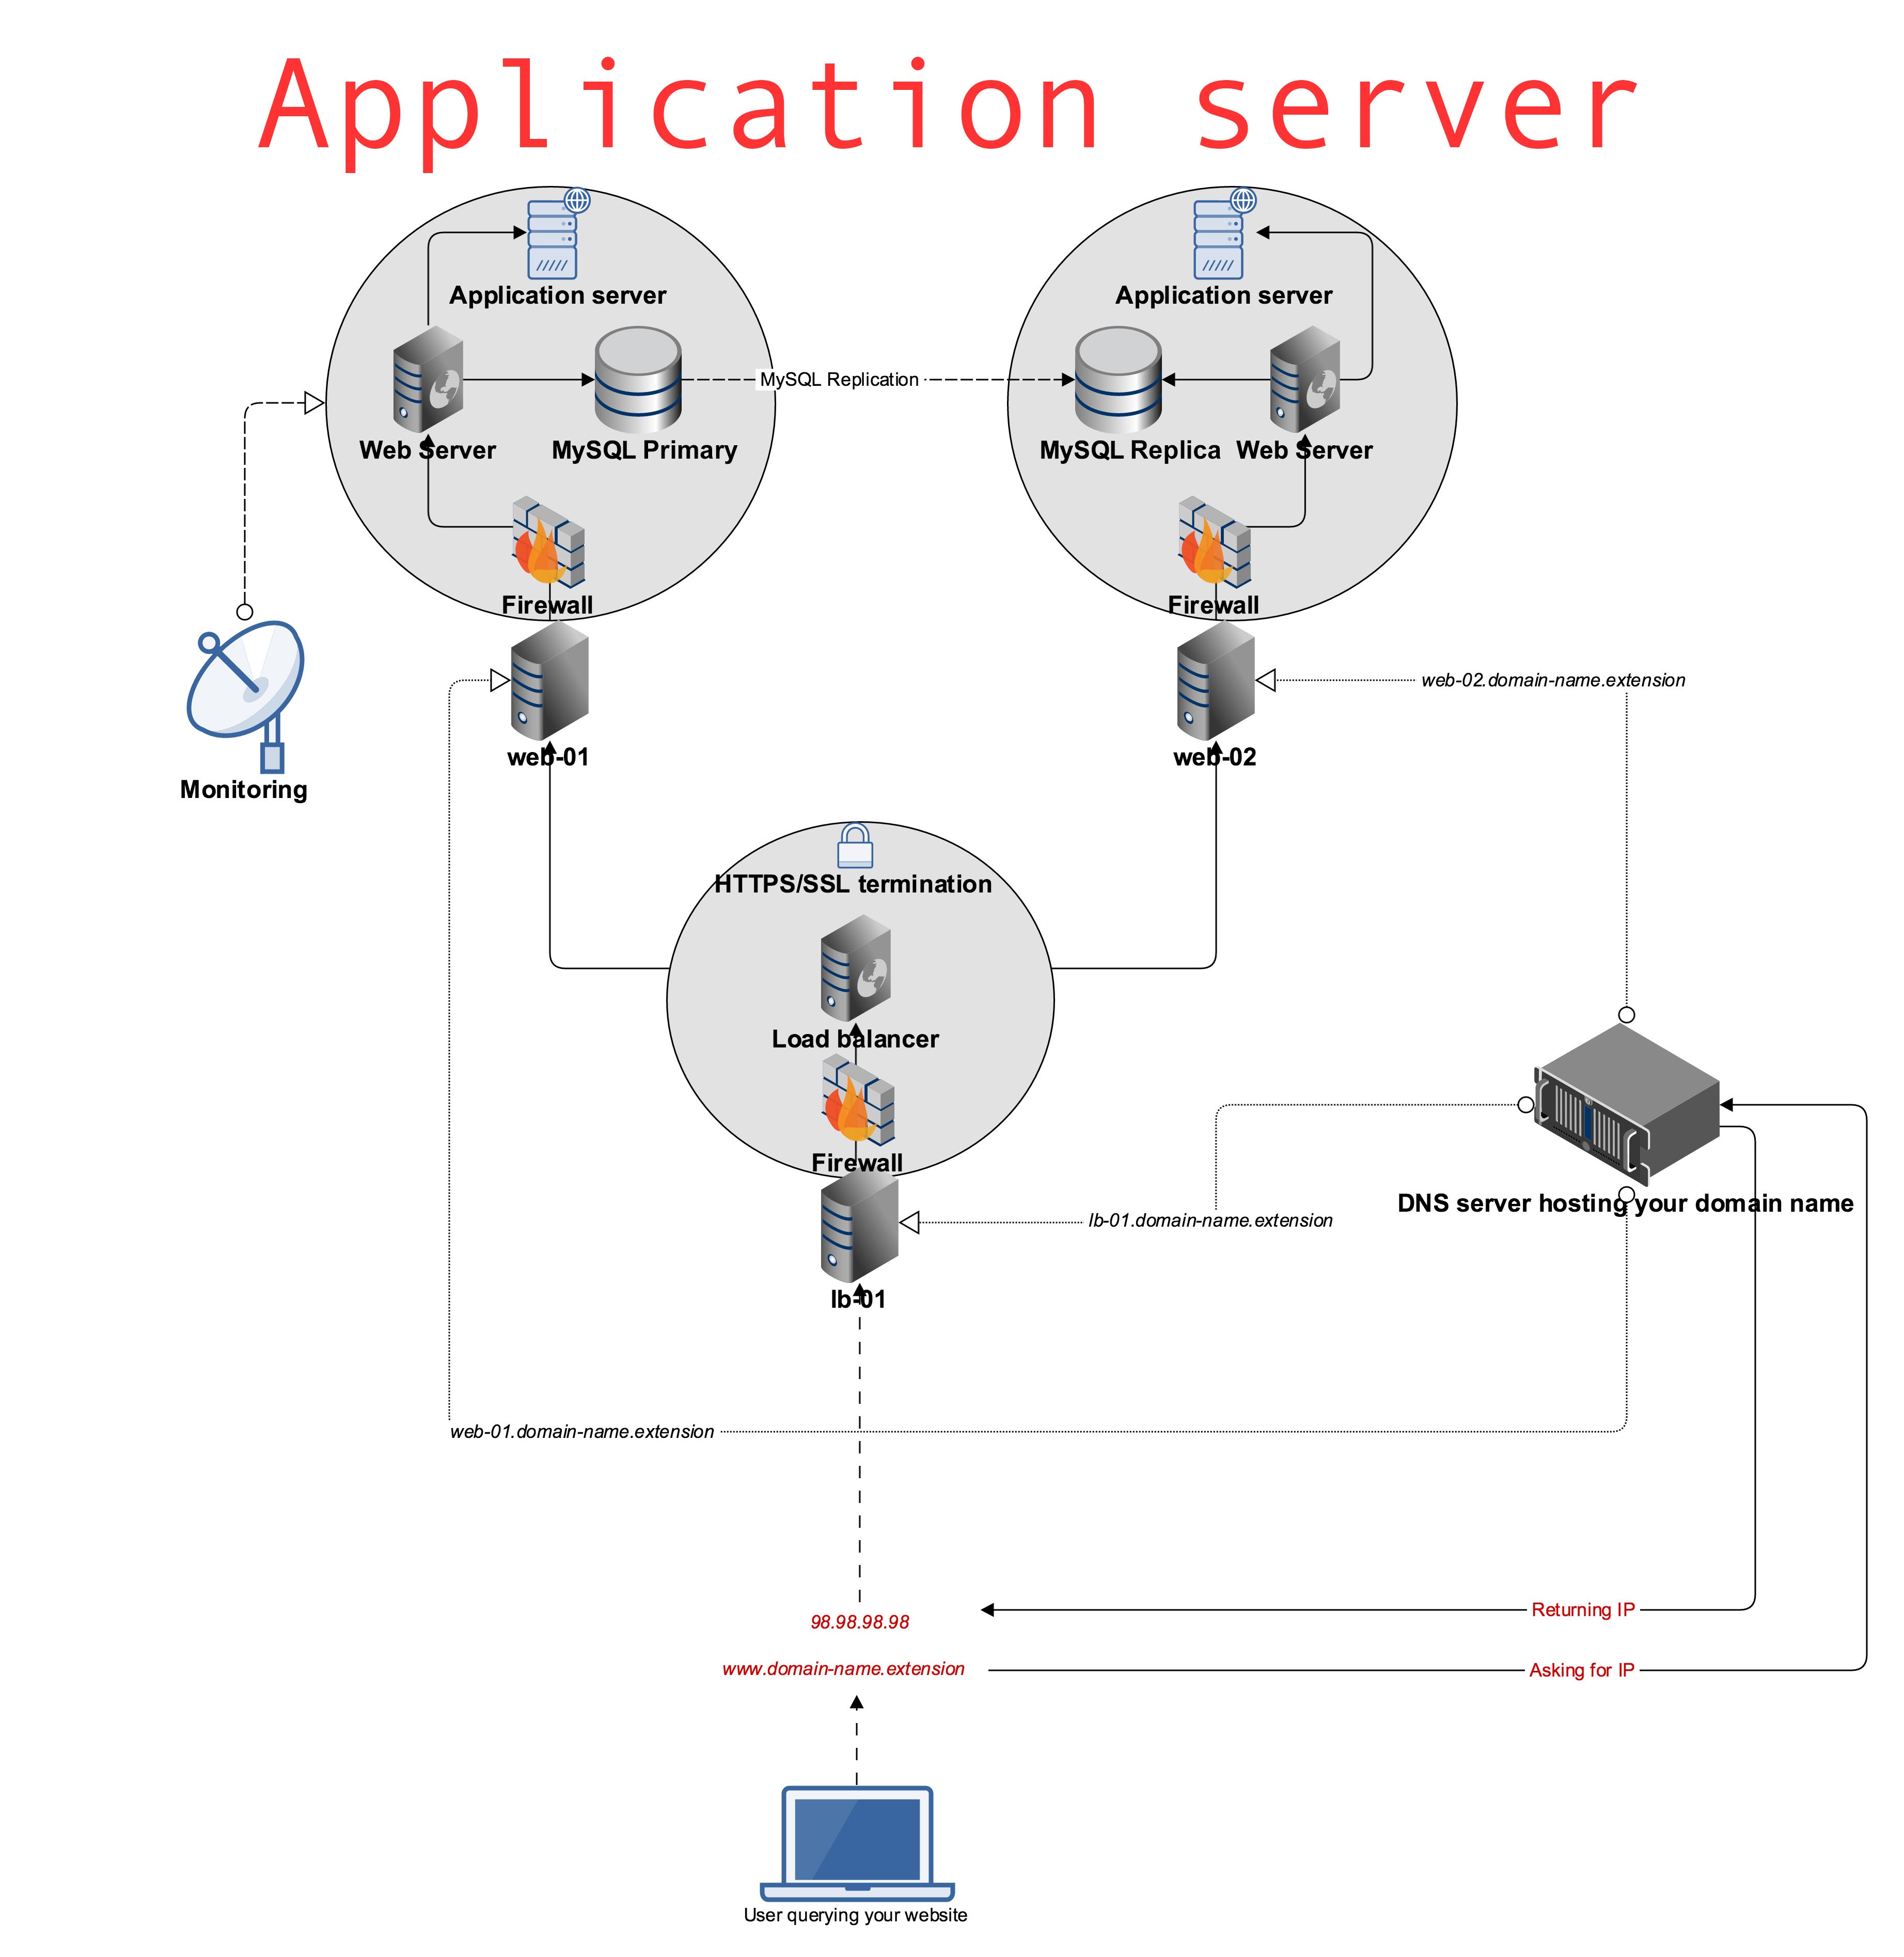 Application server
Application server
Application server
MySQL Replication
Web Server
MySQL Primary
MySQL Replica
Web Server
Firewall
Firewall
web-02.domain-name.extension
web-01
web-02
Monitoring
HTTPS/SSL termination
Load balancer
Firewall
DNS server hosting your domain name
lb-01.domain-name.extension
lb-01
web-01.domain-name.extension
Returning IP
98.98.98.98
www.domain-name.extension
Asking for IP
User querying your website